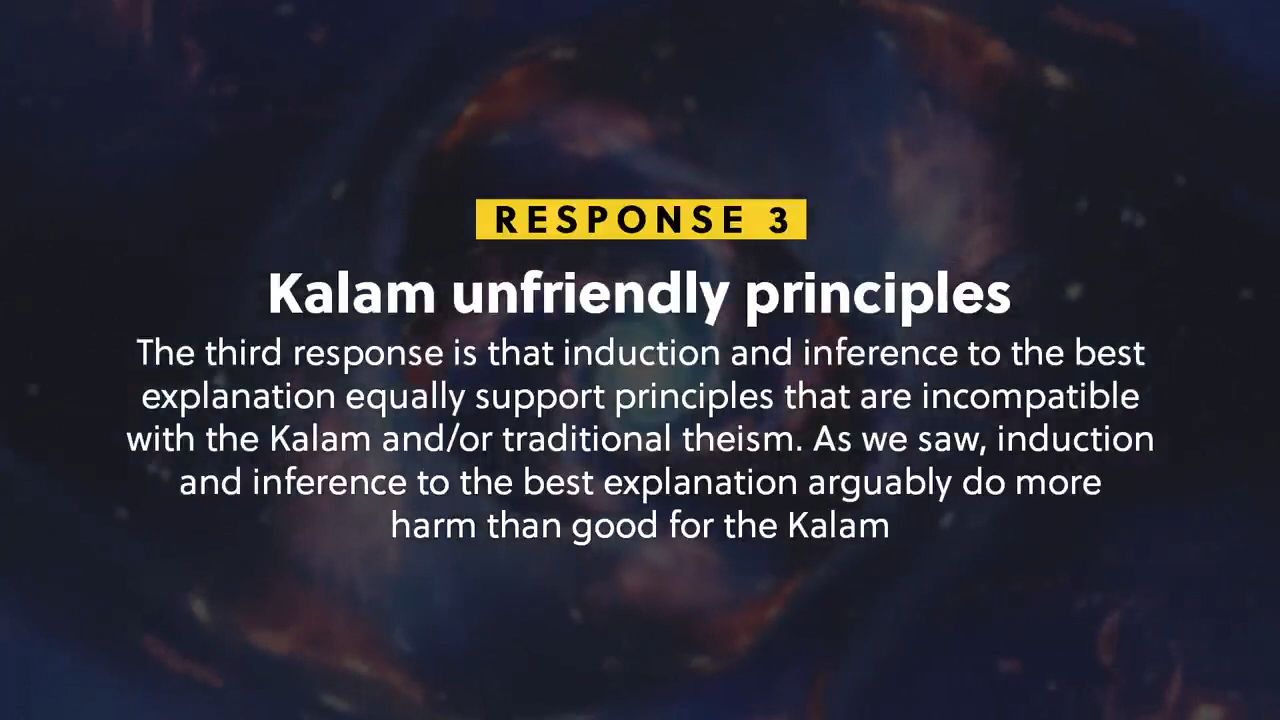 RESPONSE 3
Kalam unfriendly principles
The third response is that induction and inference to the best
explanation equally support principles that are incompatible
with the Kalam and/or traditional theism. As we saw, induction
and inference to the best explanation arguably do more
harm than good for the Kalam